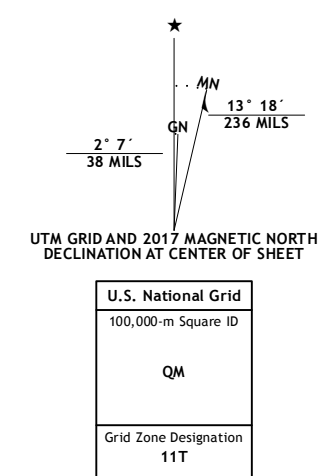 ★
MN
GN
13° 18´
236 MILS
2° 7´
38 MILS
UTM GRID AND 2017 MAGNETIC NORTH
DECLINATION AT CENTER OF SHEET
U.S. National Grid
100,000-m Square ID
QM
Grid Zone Designation
11T